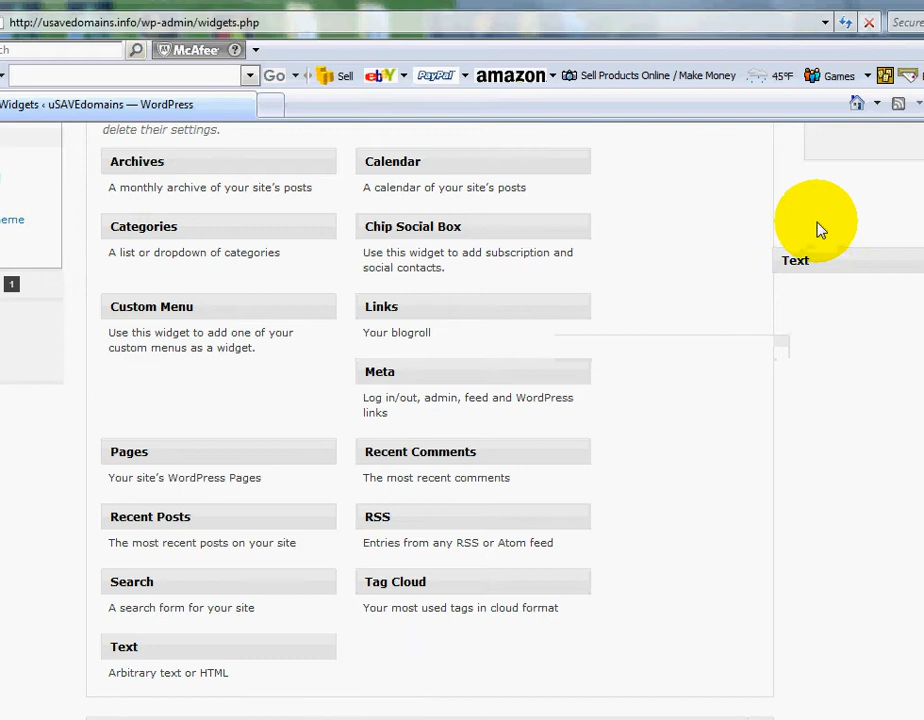 http://usavedomains.info/wp-admin/widgets.php
Secure
ch
McAfee
Go
Sell
ebY
PayPal
amazon
Sell Products Online / Make Money
45°F
Games
Widgets ‹ uSAVEdomains — WordPress
delete their settings.
Archives
Calendar
A monthly archive of your site's posts
A calendar of your site's posts
eme
Categories
Chip Social Box
A list or dropdown of categories
Use this widget to add subscription and
social contacts.
Text
1
Custom Menu
Links
Use this widget to add one of your
custom menus as a widget.
Your blogroll
Meta
Log in/out, admin, feed and WordPress
links
Pages
Recent Comments
Your site's WordPress Pages
The most recent comments
Recent Posts
RSS
The most recent posts on your site
Entries from any RSS or Atom feed
Search
Tag Cloud
A search form for your site
Your most used tags in cloud format
Text
Arbitrary text or HTML